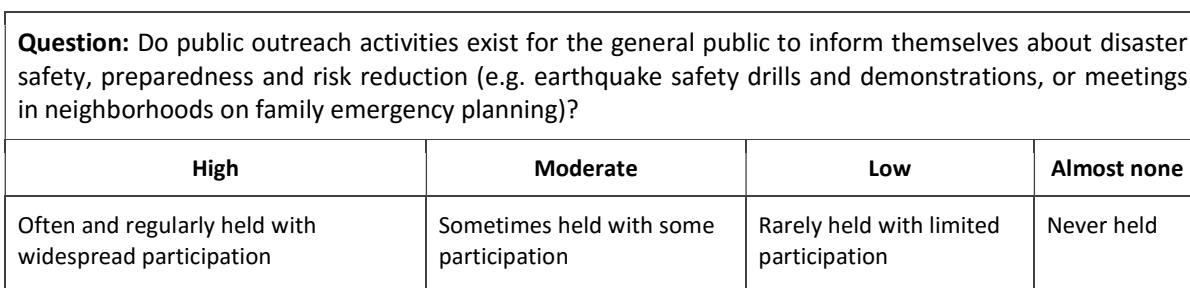 Question: Do public outreach activities exist for the general public to inform themselves about disaster
safety, preparedness and risk reduction (e.g. earthquake safety drills and demonstrations, or meetings
in neighborhoods on family emergency planning)?
High Moderate Low Almost none
Often and regularly held with Sometimes held with some Rarely held with limited Never held
widespread participation participation participation